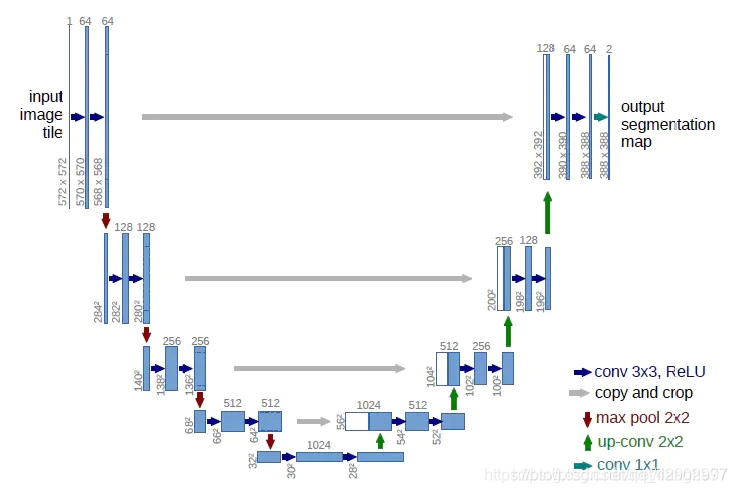 1 64 64
128 64 64 2
input
image
tile
output
segmentation
map
572 x 572
570 x 570
568 x 568
392 x 392
390 x 390
388 x 388
388 x 388
128 128
256 128
284²
282²
280²
200²
198²
196²
256 256
512 256
140²
138²
136²
104²
102²
100²
512 512
1024 512
68²
66²
64²
56²
54²
52²
1024
32²
30²
28²
conv 3x3, ReLU
copy and crop
max pool 2x2
up-conv 2x2
conv 1x1